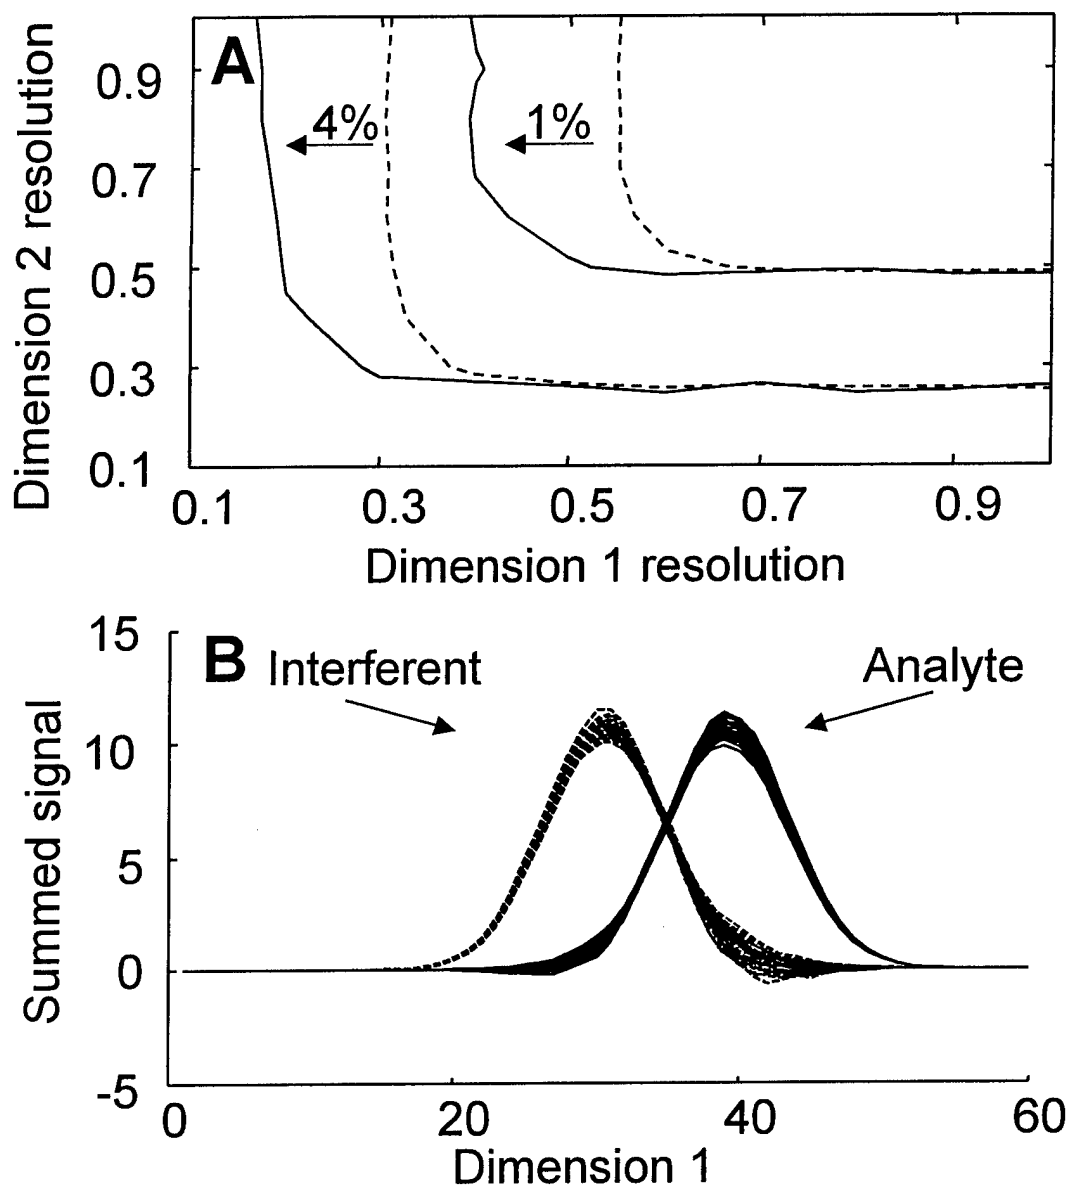 A
4%
1%
Dimension 2 resolution
0.9
0.7
0.5
0.3
0.1
0.1 0.3 0.5 0.7 0.9
Dimension 1 resolution
B
Interferent
Analyte
Summed signal
15
10
5
0
-5
0 20 40 60
Dimension 1